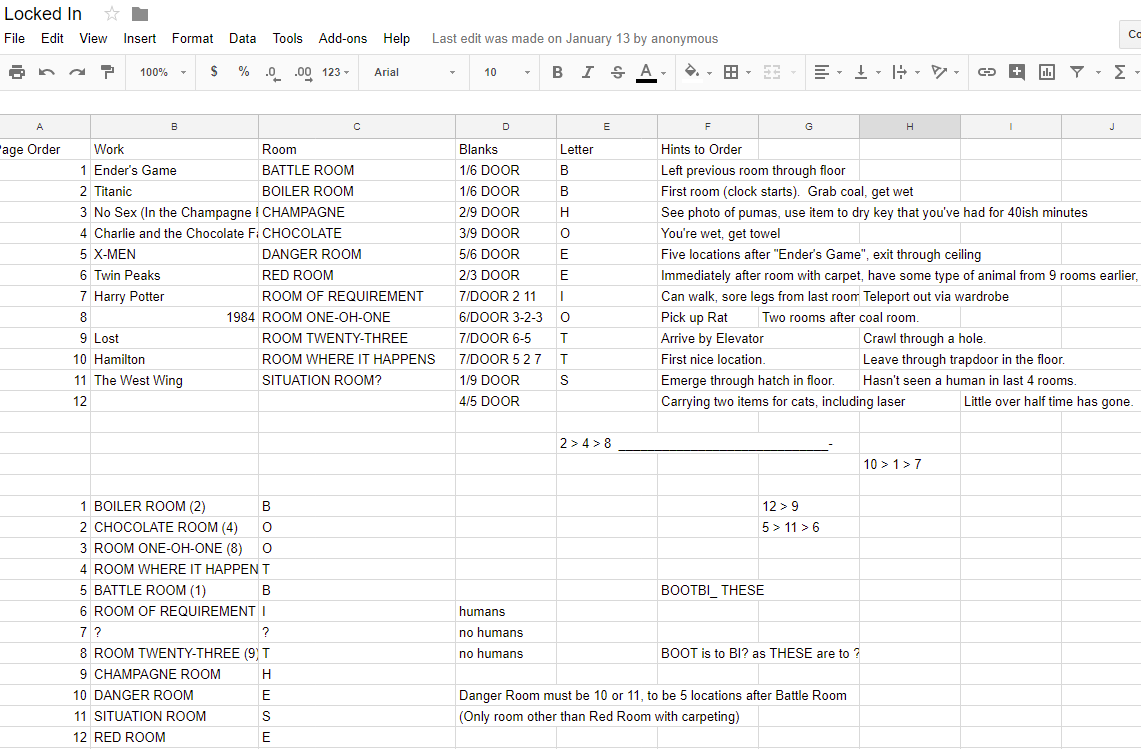 Locked In
File Edit View Insert Format Data Tools Add-ons Help Last edit was made on January 13 by anonymous
100% $ % .0 .00 123 Arial 10 B I S A
A B C D E F G H I J
age Order Work Room Blanks Letter Hints to Order
1 Ender's Game BATTLE ROOM 1/6 DOOR B Left previous room through floor
2 Titanic BOILER ROOM 1/6 DOOR B First room (clock starts). Grab coal, get wet
3 No Sex (In the Champagne CHAMPAGNE 2/9 DOOR H See photo of pumas, use item to dry key that you've had for 40ish minutes
4 Charlie and the Chocolate Fa CHOCOLATE 3/9 DOOR O You're wet, get towel
5 X-MEN DANGER ROOM 5/6 DOOR E Five locations after "Ender's Game", exit through ceiling
6 Twin Peaks RED ROOM 2/3 DOOR E Immediately after room with carpet, have some type of animal from 9 rooms earlier,
7 Harry Potter ROOM OF REQUIREMENT 7/DOOR 2 11 I Can walk, sore legs from last room Teleport out via wardrobe
8 1984 ROOM ONE-OH-ONE 6/DOOR 3-2-3 O Pick up Rat Two rooms after coal room.
9 Lost ROOM TWENTY-THREE 7/DOOR 6-5 T Arrive by Elevator Crawl through a hole.
10 Hamilton ROOM WHERE IT HAPPENS 7/DOOR 5 2 7 T First nice location. Leave through trapdoor in the floor.
11 The West Wing SITUATION ROOM? 1/9 DOOR S Emerge through hatch in floor. Hasn't seen a human in last 4 rooms.
12 4/5 DOOR Carrying two items for cats, including laser Little over half time has gone.
2 > 4 > 8 ____________________________-
10 > 1 > 7
1 BOILER ROOM (2) B 12 > 9
2 CHOCOLATE ROOM (4) O 5 > 11 > 6
3 ROOM ONE-OH-ONE (8) O
4 ROOM WHERE IT HAPPEN T
5 BATTLE ROOM (1) B BOOTBI_ THESE
6 ROOM OF REQUIREMENT I humans
7 ? ? no humans
8 ROOM TWENTY-THREE (9) T no humans BOOT is to BI? as THESE are to ?
9 CHAMPAGNE ROOM H
10 DANGER ROOM E Danger Room must be 10 or 11, to be 5 locations after Battle Room
11 SITUATION ROOM S (Only room other than Red Room with carpeting)
12 RED ROOM E